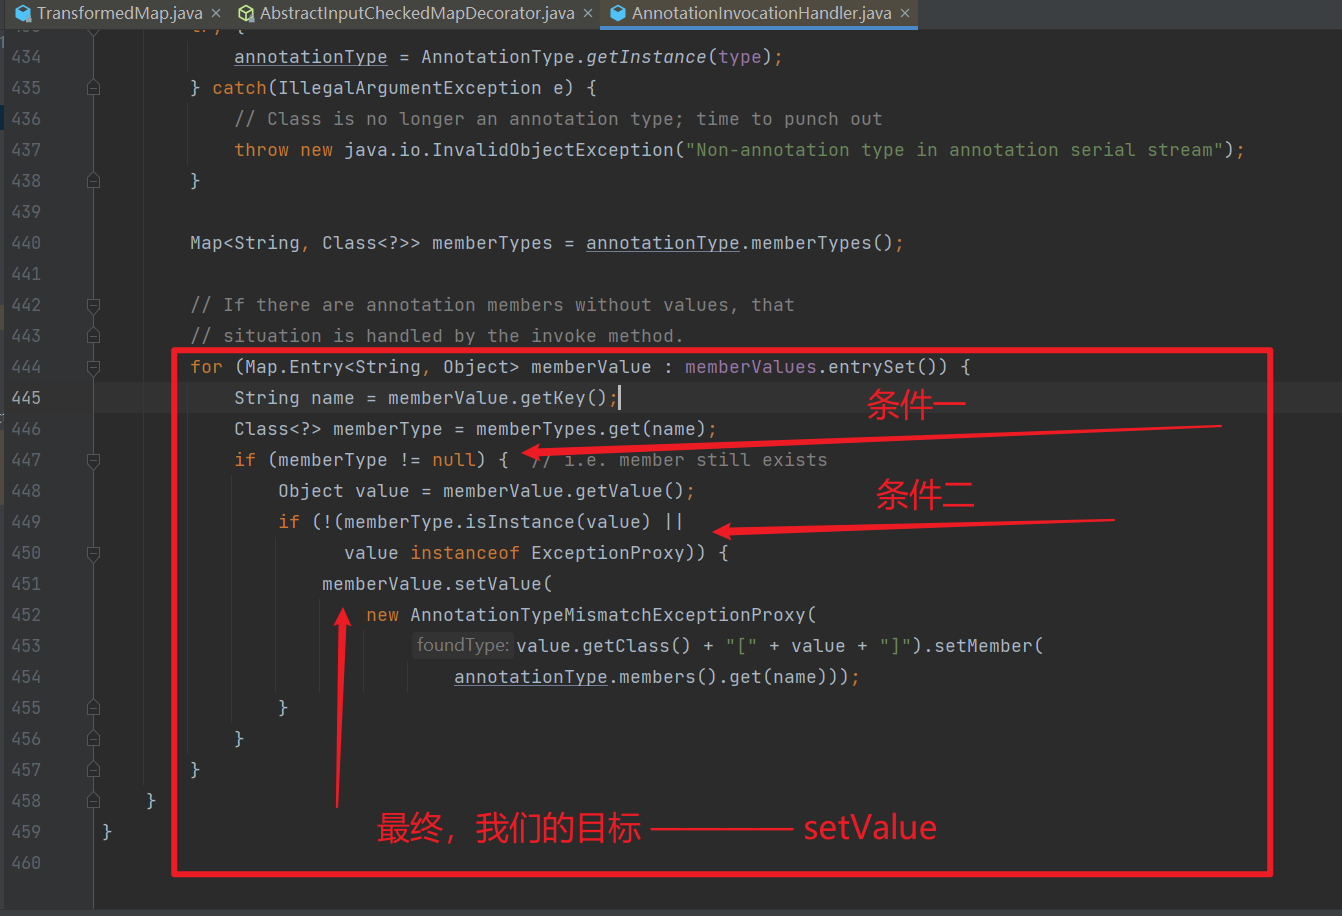 TransformedMap.java × AbstractInputCheckedMapDecorator.java × AnnotationInvocationHandler.java ×
434 annotationType = AnnotationType.getInstance(type);
435 } catch(IllegalArgumentException e) {
436 // Class is no longer an annotation type; time to punch out
437 throw new java.io.InvalidObjectException("Non-annotation type in annotation serial stream");
438 }
439
440 Map<String, Class<?>> memberTypes = annotationType.memberTypes();
441
442 // If there are annotation members without values, that
443 // situation is handled by the invoke method.
444 for (Map.Entry<String, Object> memberValue : memberValues.entrySet()) {
445 String name = memberValue.getKey();
条件一
446 Class<?> memberType = memberTypes.get(name);
447 if (memberType != null) { // i.e. member still exists
448 Object value = memberValue.getValue();
条件二
449 if (!(memberType.isInstance(value) ||
450 value instanceof ExceptionProxy)) {
451 memberValue.setValue(
452 new AnnotationTypeMismatchExceptionProxy(
453 foundType: value.getClass() + "[" + value + "]").setMember(
454 annotationType.members().get(name)));
455 }
456 }
457 }
458 }
最终，我们的目标 ———— setValue
459 }
460